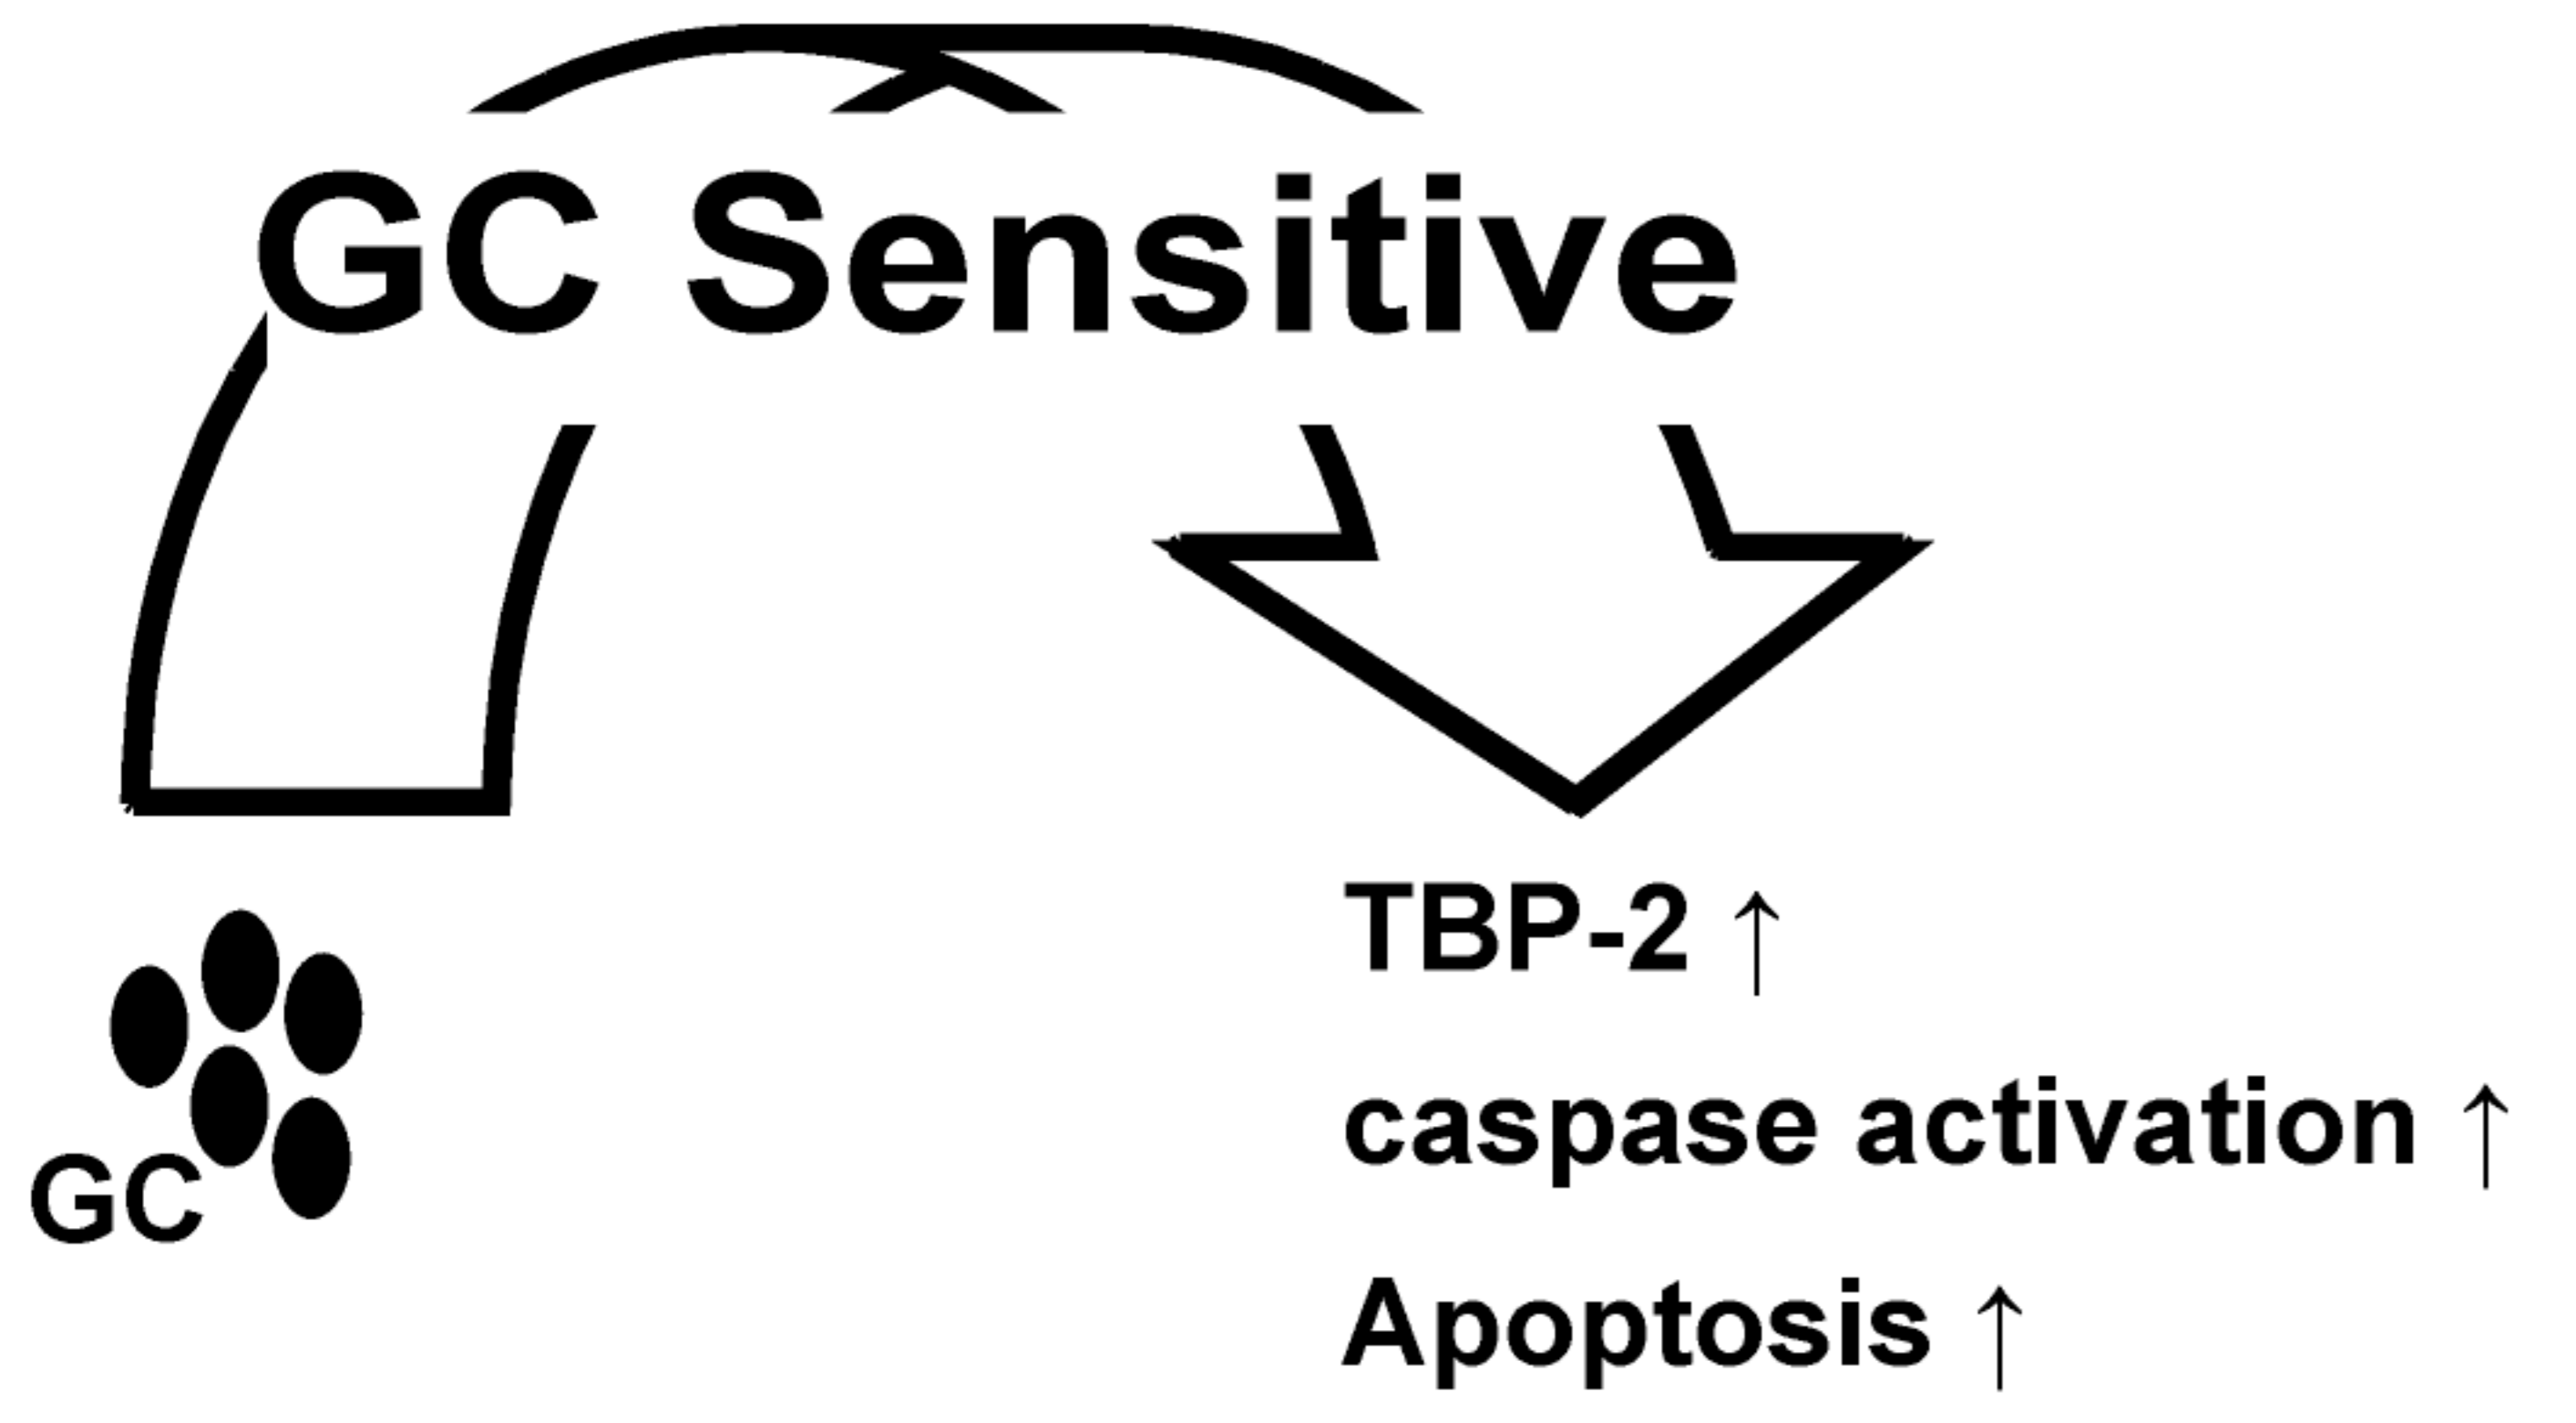 GC Sensitive
TBP-2 ↑
caspase activation ↑
GC
Apoptosis ↑